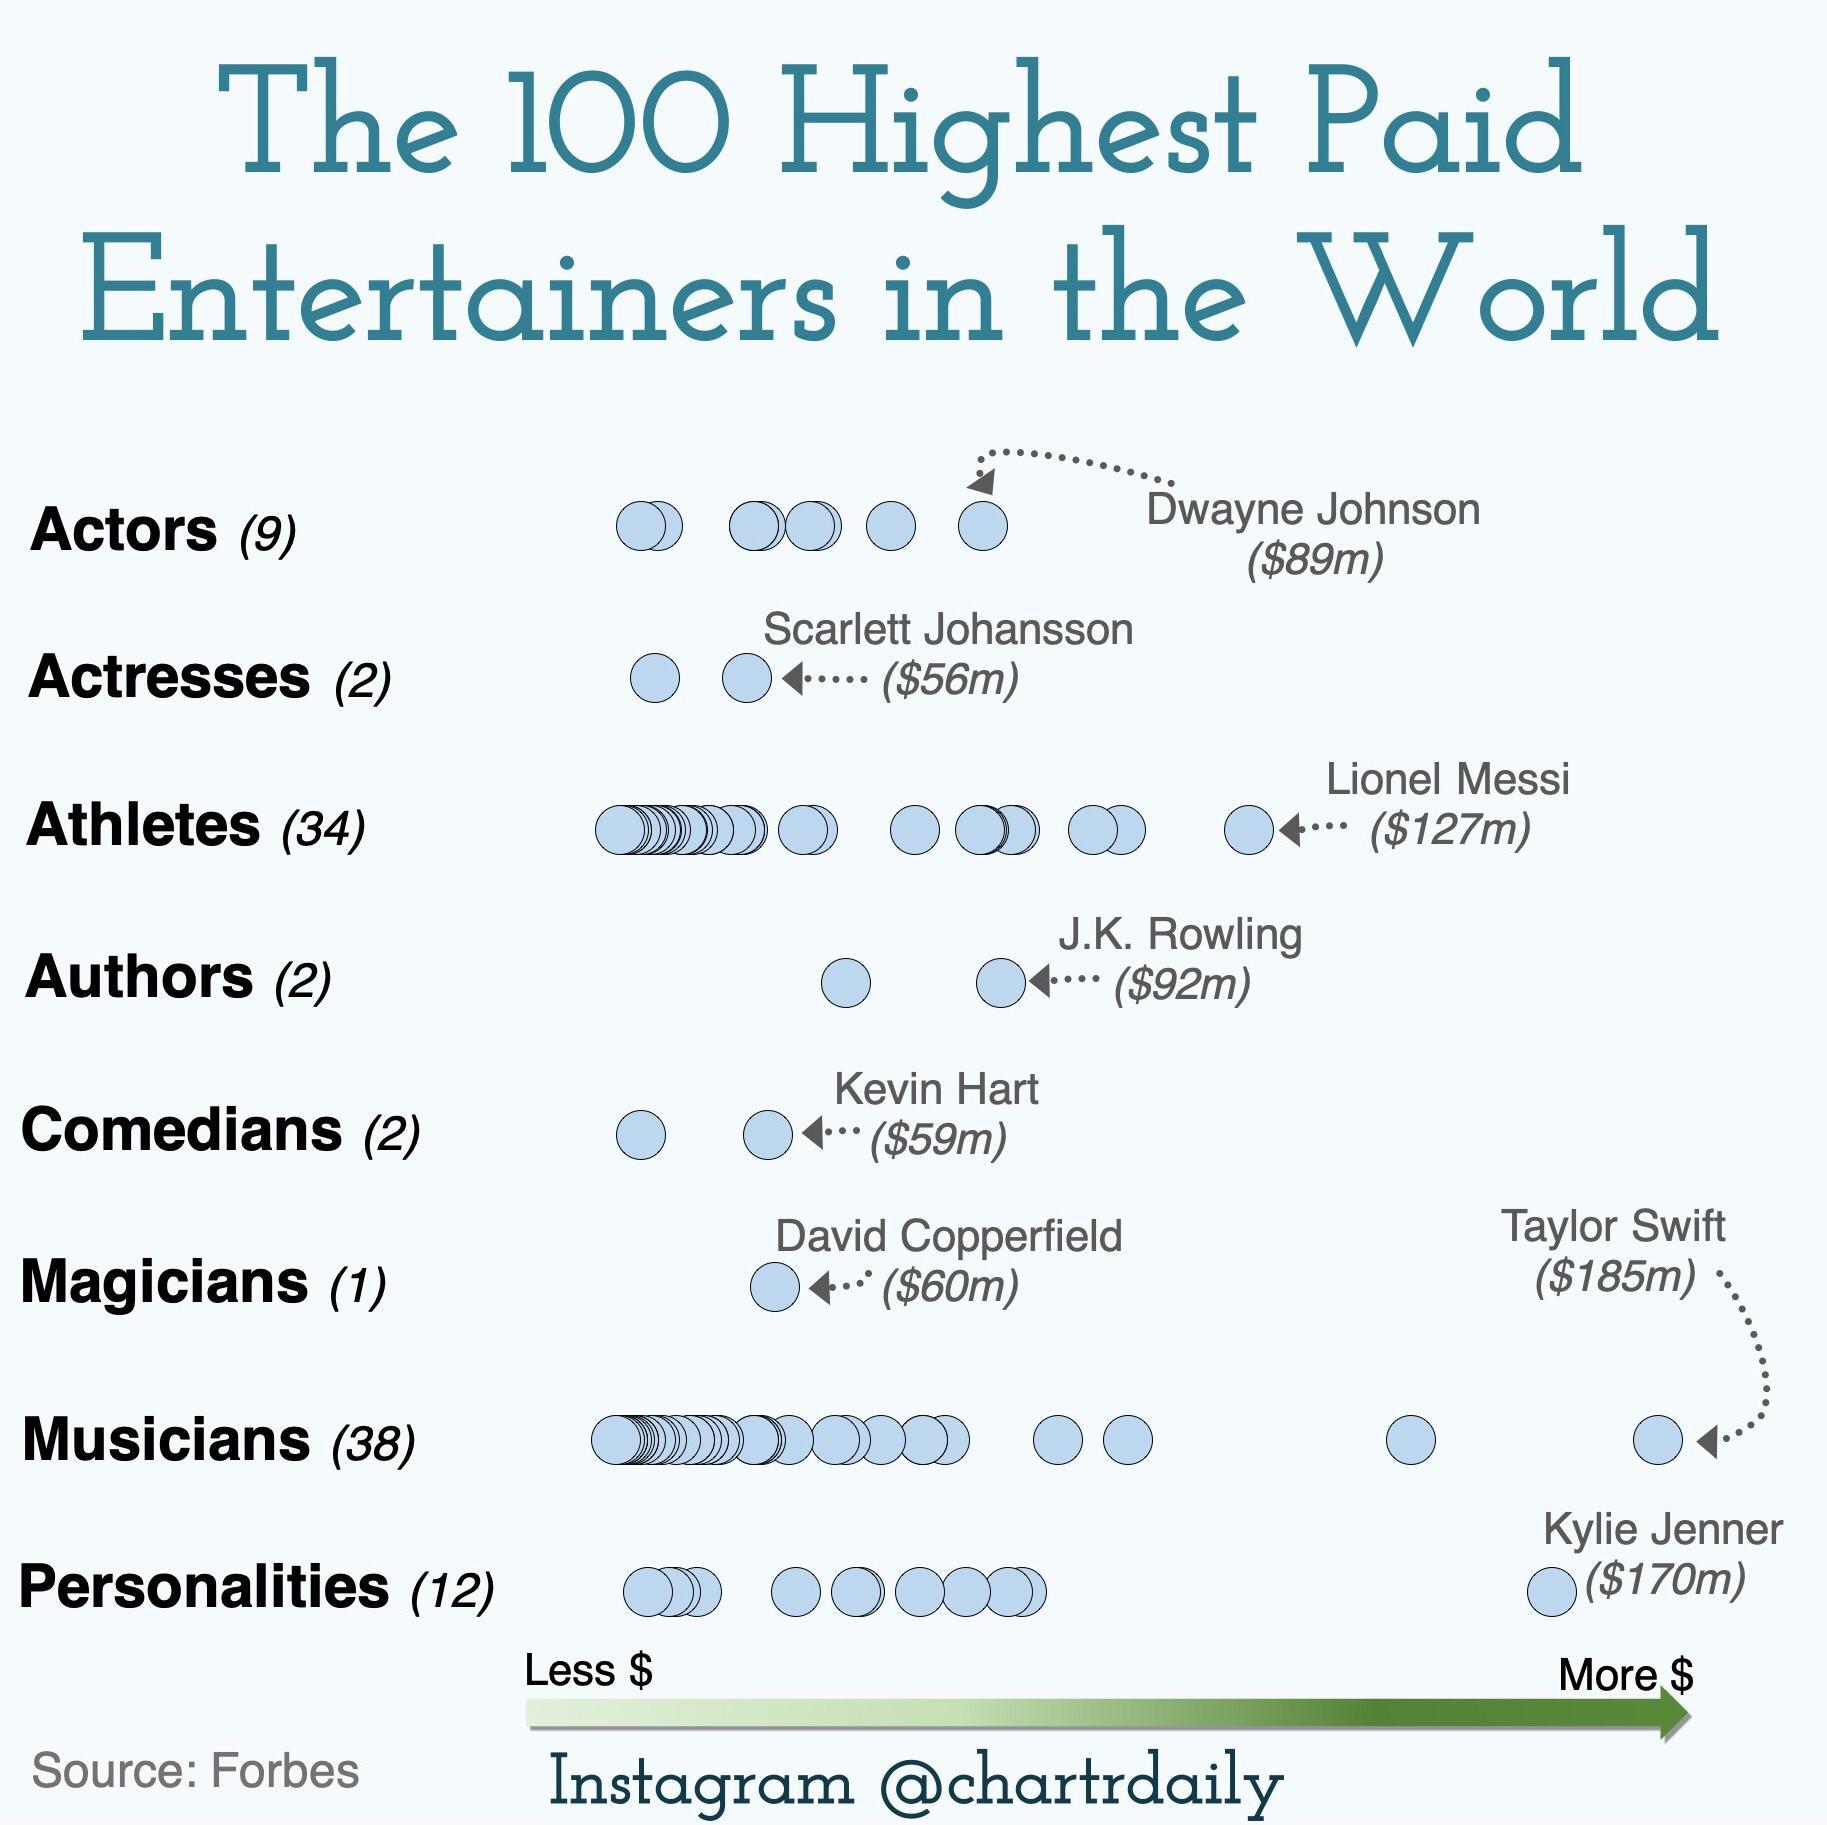 The 100 Highest Paid
Entertainers in the World
Actors (9)
Dwayne Johnson
($89m)
Actresses (2)
Scarlett Johansson
($56m)
Athletes (34)
Lionel Messi
($127m)
Authors (2)
J.K. Rowling
($92m)
Comedians (2)
Kevin Hart
($59m)
Magicians (1)
David Copperfield
($60m)
Taylor Swift
($185m)
Musicians (38)
Personalities (12)
Kylie Jenner
($170m)
Less $
More $
Source: Forbes
Instagram @chartrdaily